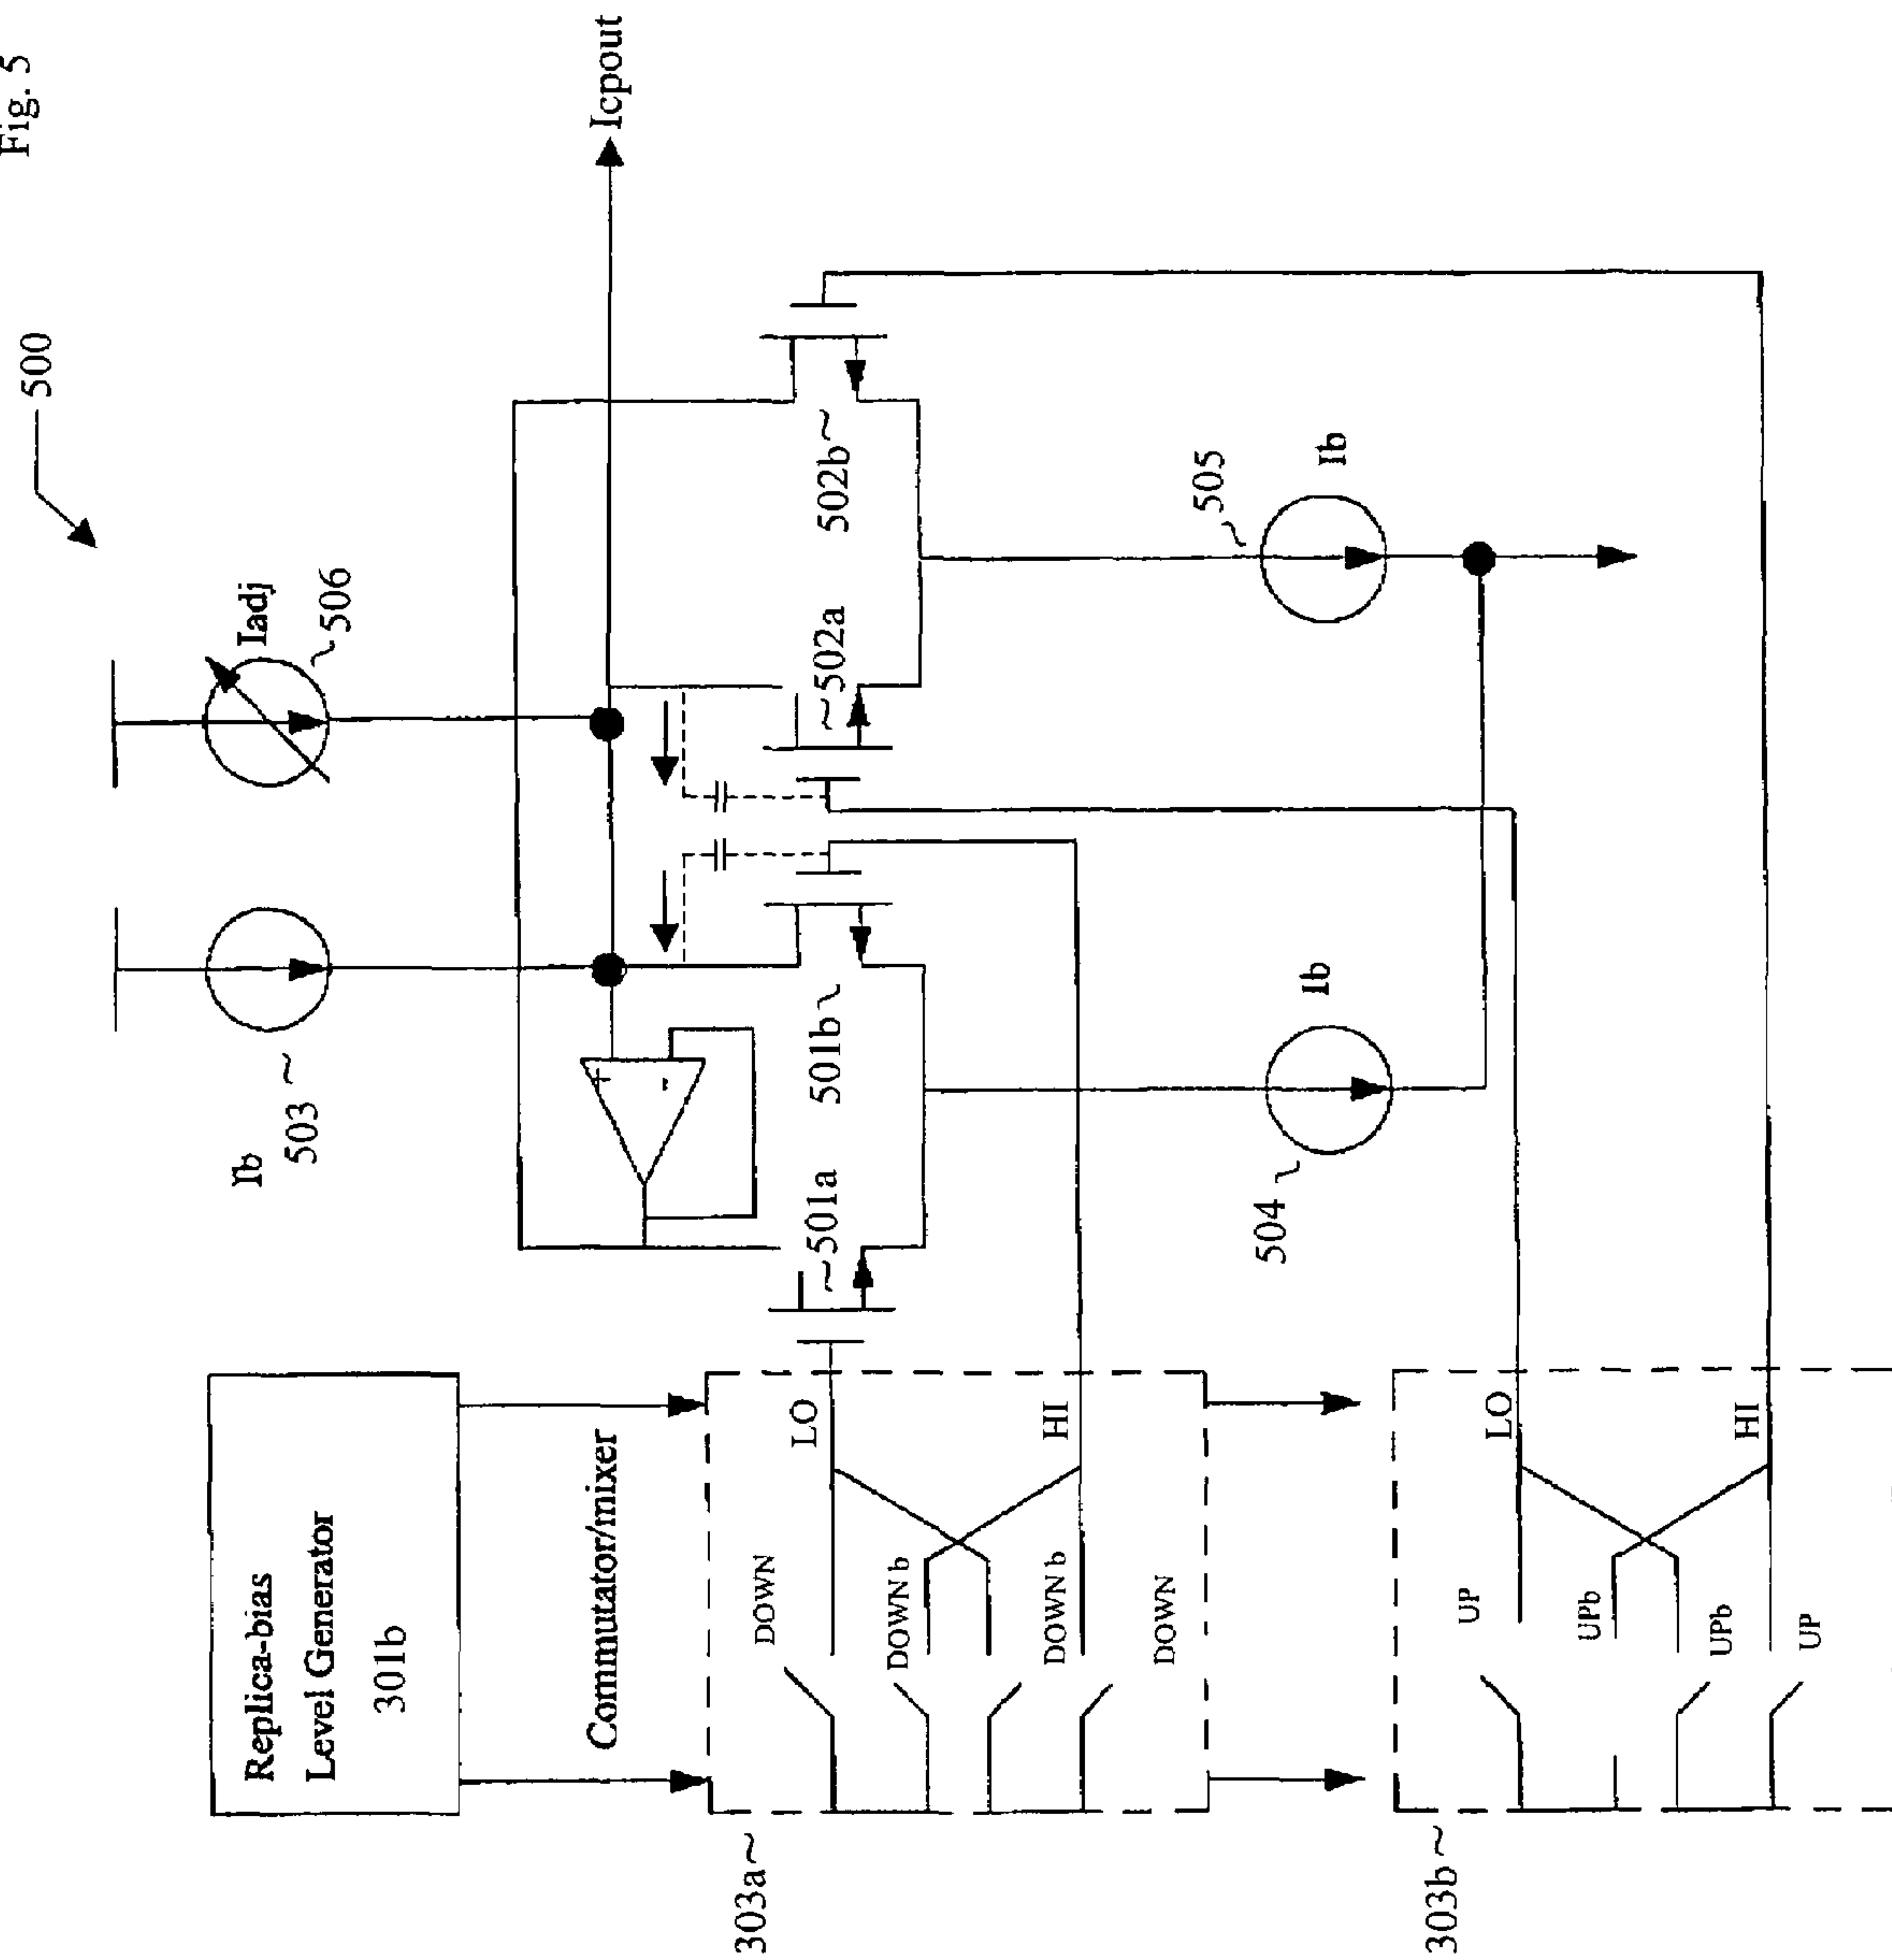 Fig. 5
500
Ib
503
Iadj
506
Icpout
Replica-bias
Level Generator
301b
Commutator/mixer
+
-
501a
501b
502a
502b
303a
DOWN
LO
DOWN b
DOWN b
HI
DOWN
504
Ib
505
Ib
303b
UP
LO
UPb
UPb
HI
UP